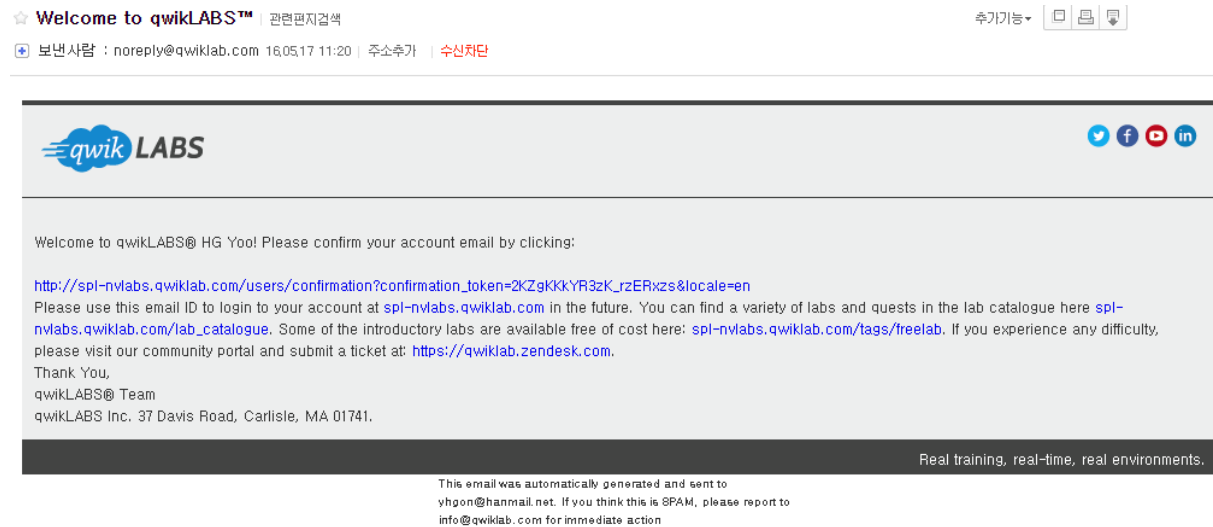 ☆ Welcome to qwikLABS™ | 관련편지검색 추가기능▾
보낸사람 : noreply@qwiklab.com 16.05.17 11:20 | 주소추가 | 수신차단
qwik LABS
Welcome to qwikLABS® HG Yoo! Please confirm your account email by clicking:
http://spl-nvlabs.qwiklab.com/users/confirmation?confirmation_token=2KZgKKkYR3zK_rzERxzs&locale=en
Please use this email ID to login to your account at spl-nvlabs.qwiklab.com in the future. You can find a variety of labs and quests in the lab catalogue here spl-
nvlabs.qwiklab.com/lab_catalogue. Some of the introductory labs are available free of cost here: spl-nvlabs.qwiklab.com/tags/freelab. If you experience any difficulty,
please visit our community portal and submit a ticket at: https://qwiklab.zendesk.com.
Thank You,
qwikLABS® Team
qwikLABS Inc. 37 Davis Road, Carlisle, MA 01741.
Real training, real-time, real environments.
This email was automatically generated and sent to
yhgon@hanmail.net. If you think this is SPAM, please report to
info@qwiklab.com for immediate action